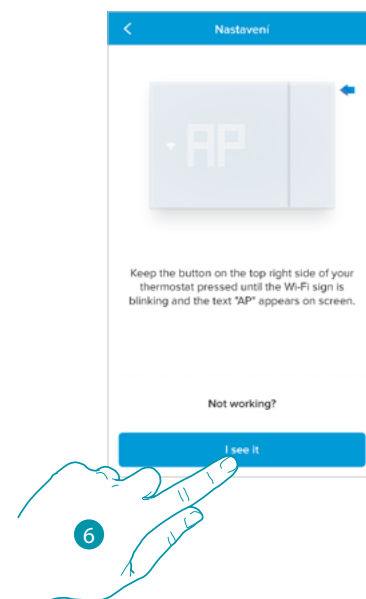 Nastavení
AP
Keep the button on the top right side of your
thermostat pressed until the Wi-Fi sign is
blinking and the text "AP" appears on screen.
Not working?
I see it
6